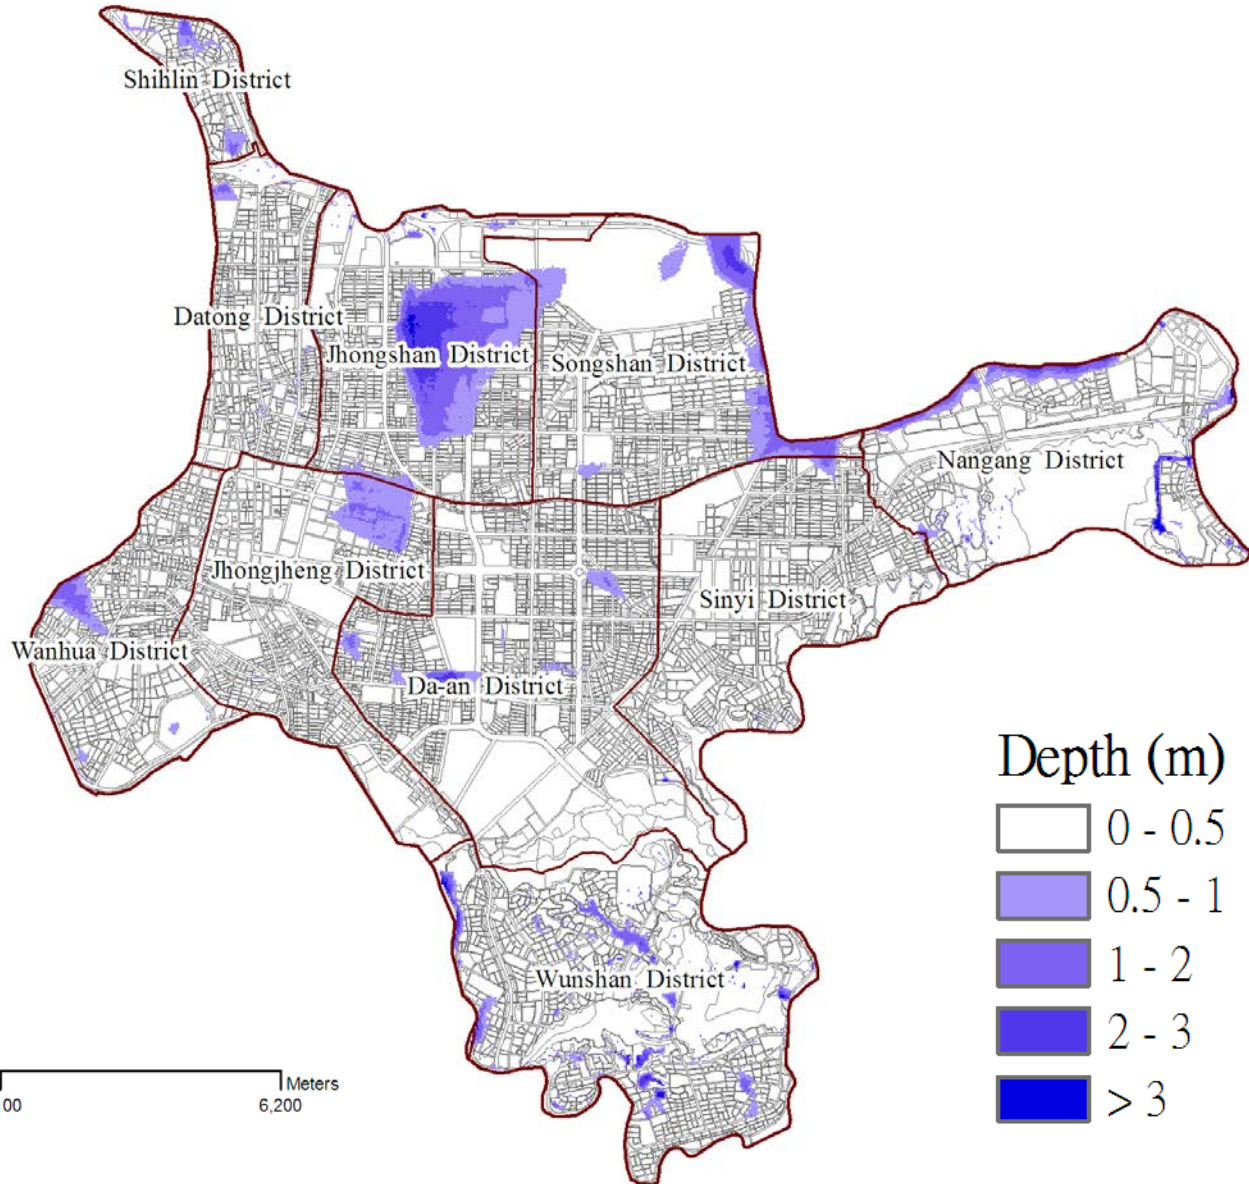 Shihlin District
Datong District
Jhongshan District
Songshan District
Nangang District
Jhongjheng District
Sinyi District
Wanhua District
Da-an District
Wunshan District
Depth (m)
0 - 0.5
0.5 - 1
1 - 2
2 - 3
> 3
Meters
00
6,200